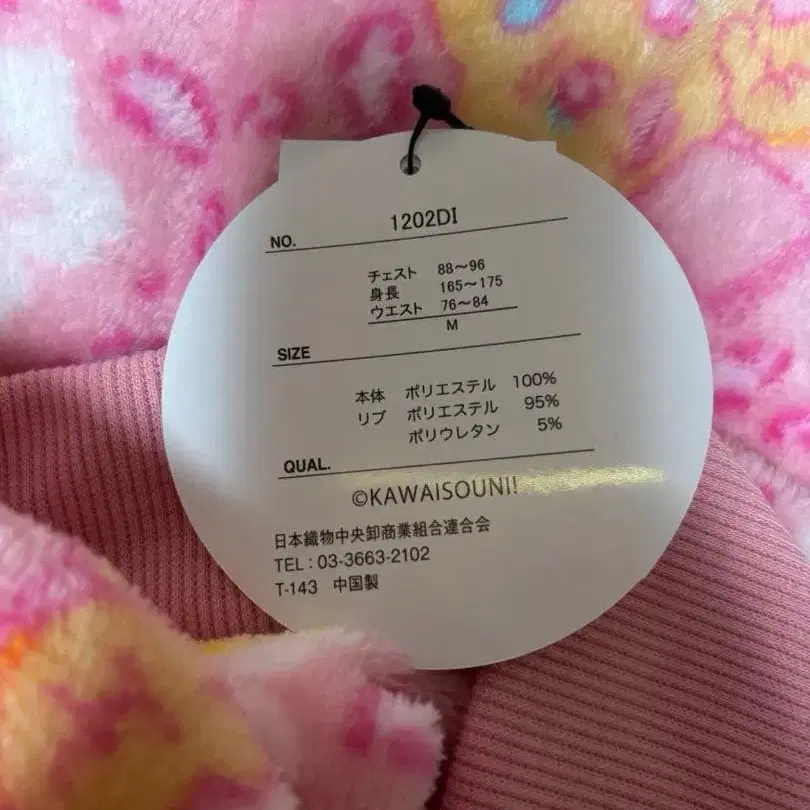 NO. 1202DI
チェスト 88～96
身長 165～175
ウエスト 76～84
M
SIZE
本体 ポリエステル 100%
リブ ポリエステル 95%
ポリウレタン 5%
QUAL.
©KAWAISOUNI!
日本織物中央卸商業組合連合会
TEL : 03-3663-2102
T-143 中国製